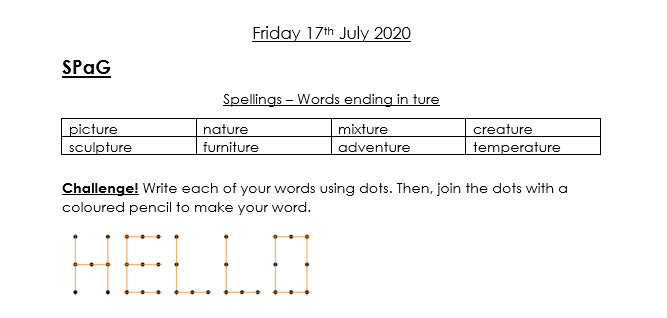 Friday 17th July 2020
SPaG
Spellings – Words ending in ture
picture nature mixture creature
sculpture furniture adventure temperature
Challenge! Write each of your words using dots. Then, join the dots with a
coloured pencil to make your word.
HELLO